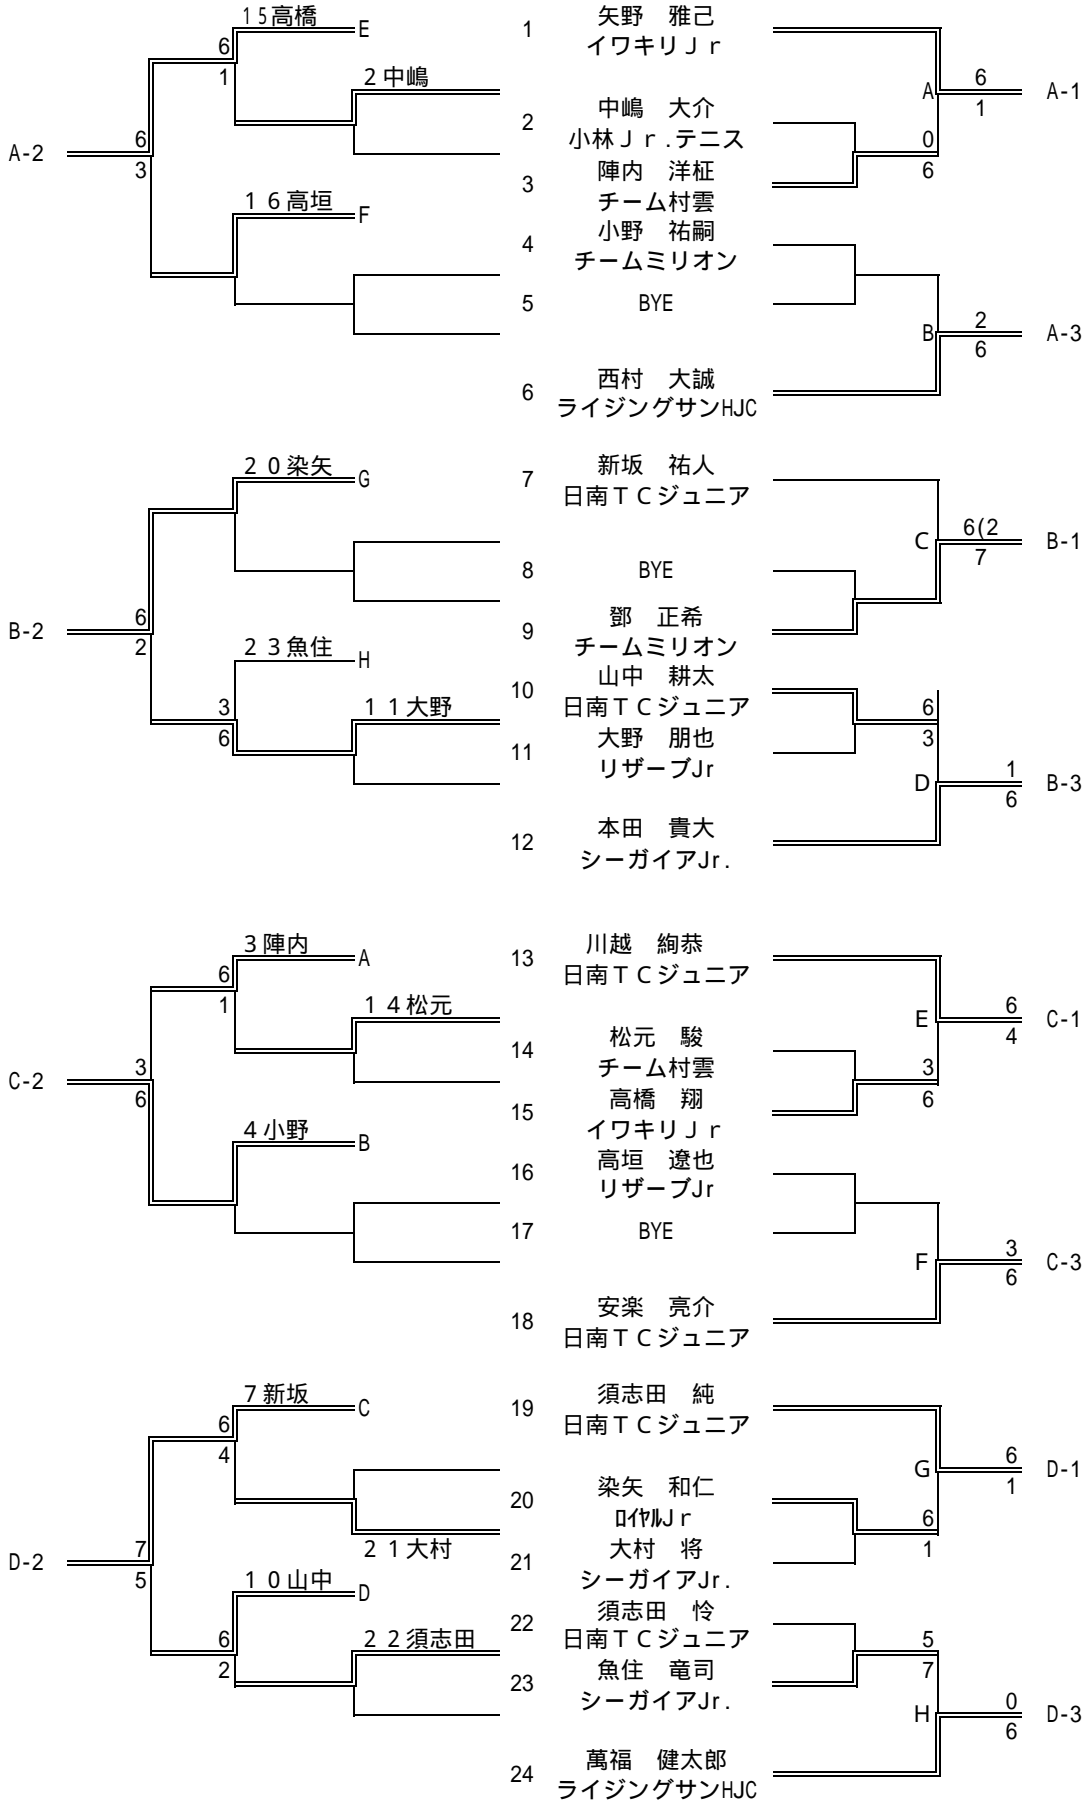 15高橋
E
6
1
2中嶋
6
3
A-2
16高垣
F
1
矢野　雅己
イワキリＪｒ
2
中嶋　大介
小林Ｊｒ.テニス
3
陣内　洋柾
チーム村雲
4
小野　祐嗣
チームミリオン
5
BYE
6
西村　大誠
ライジングサンHJC
A
6
1
A-1
0
6
B
2
6
A-3
20染矢
G
6
2
B-2
23魚住
H
3
6
11大野
7
新坂　祐人
日南ＴＣジュニア
8
BYE
9
鄧　正希
チームミリオン
10
山中　耕太
日南ＴＣジュニア
11
大野　朋也
リザーブJr
12
本田　貴大
シーガイアJr.
C
6(2
7
B-1
6
3
D
1
6
B-3
3陣内
A
6
1
14松元
3
6
C-2
4小野
B
13
川越　絢恭
日南ＴＣジュニア
14
松元　駿
チーム村雲
15
高橋　翔
イワキリＪｒ
16
高垣　遼也
リザーブJr
17
BYE
18
安楽　亮介
日南ＴＣジュニア
E
6
4
C-1
3
6
F
3
6
C-3
7新坂
C
6
4
21大村
7
5
D-2
10山中
D
6
2
22須志田
19
須志田　純
日南ＴＣジュニア
20
染矢　和仁
ﾛｲﾔﾙJｒ
21
大村　将
シーガイアJr.
22
須志田　怜
日南ＴＣジュニア
23
魚住　竜司
シーガイアJr.
24
萬福　健太郎
ライジングサンHJC
G
6
1
D-1
6
1
5
7
H
0
6
D-3